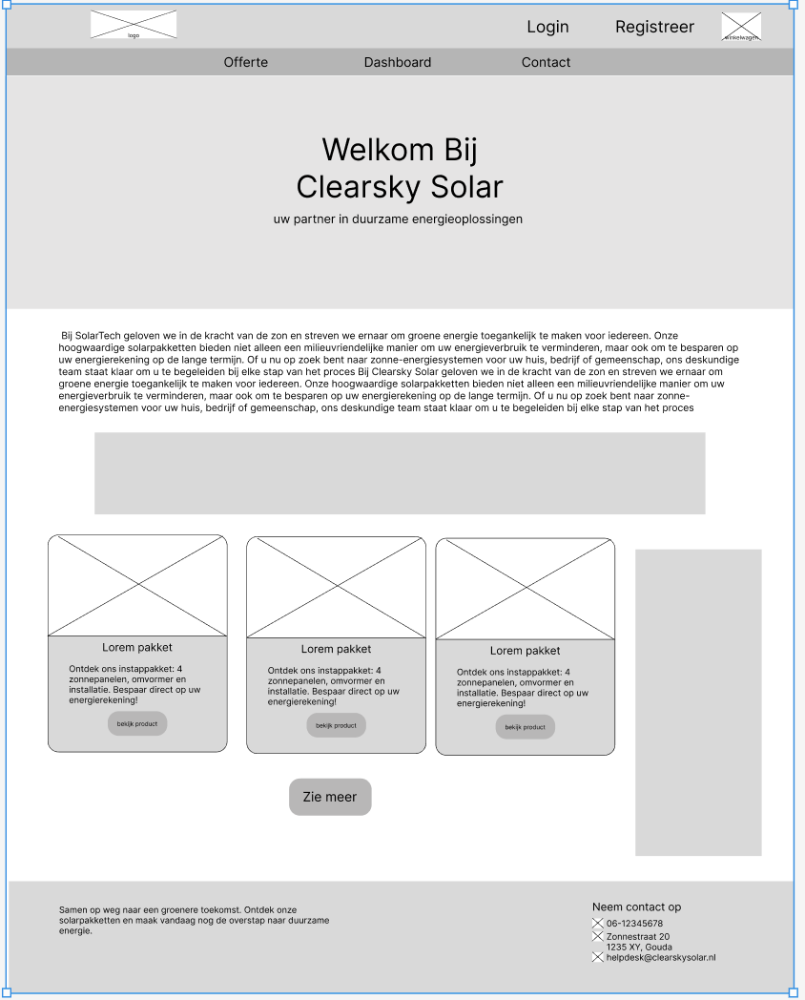 logo
Login
Registreer
winkelwagen
Offerte
Dashboard
Contact
Welkom Bij
Clearsky Solar
uw partner in duurzame energieoplossingen
Bij SolarTech geloven we in de kracht van de zon en streven we ernaar om groene energie toegankelijk te maken voor iedereen. Onze
hoogwaardige solarpakketten bieden niet alleen een milieuvriendelijke manier om uw energieverbruik te verminderen, maar ook om te besparen op
uw energierekening op de lange termijn. Of u nu op zoek bent naar zonne-energiesystemen voor uw huis, bedrijf of gemeenschap, ons deskundige
team staat klaar om u te begeleiden bij elke stap van het proces Bij Clearsky Solar geloven we in de kracht van de zon en streven we ernaar om
groene energie toegankelijk te maken voor iedereen. Onze hoogwaardige solarpakketten bieden niet alleen een milieuvriendelijke manier om uw
energieverbruik te verminderen, maar ook om te besparen op uw energierekening op de lange termijn. Of u nu op zoek bent naar zonne-
energiesystemen voor uw huis, bedrijf of gemeenschap, ons deskundige team staat klaar om u te begeleiden bij elke stap van het proces
Lorem pakket
Ontdek ons instappakket: 4
zonnepanelen, omvormer en
installatie. Bespaar direct op uw
energierekening!
bekijk product
Lorem pakket
Ontdek ons instappakket: 4
zonnepanelen, omvormer en
installatie. Bespaar direct op uw
energierekening!
bekijk product
Lorem pakket
Ontdek ons instappakket: 4
zonnepanelen, omvormer en
installatie. Bespaar direct op uw
energierekening!
bekijk product
Zie meer
Samen op weg naar een groenere toekomst. Ontdek onze
solarpakketten en maak vandaag nog de overstap naar duurzame
energie.
Neem contact op
06-12345678
Zonnestraat 20
1235 XY, Gouda
helpdesk@clearskysolar.nl